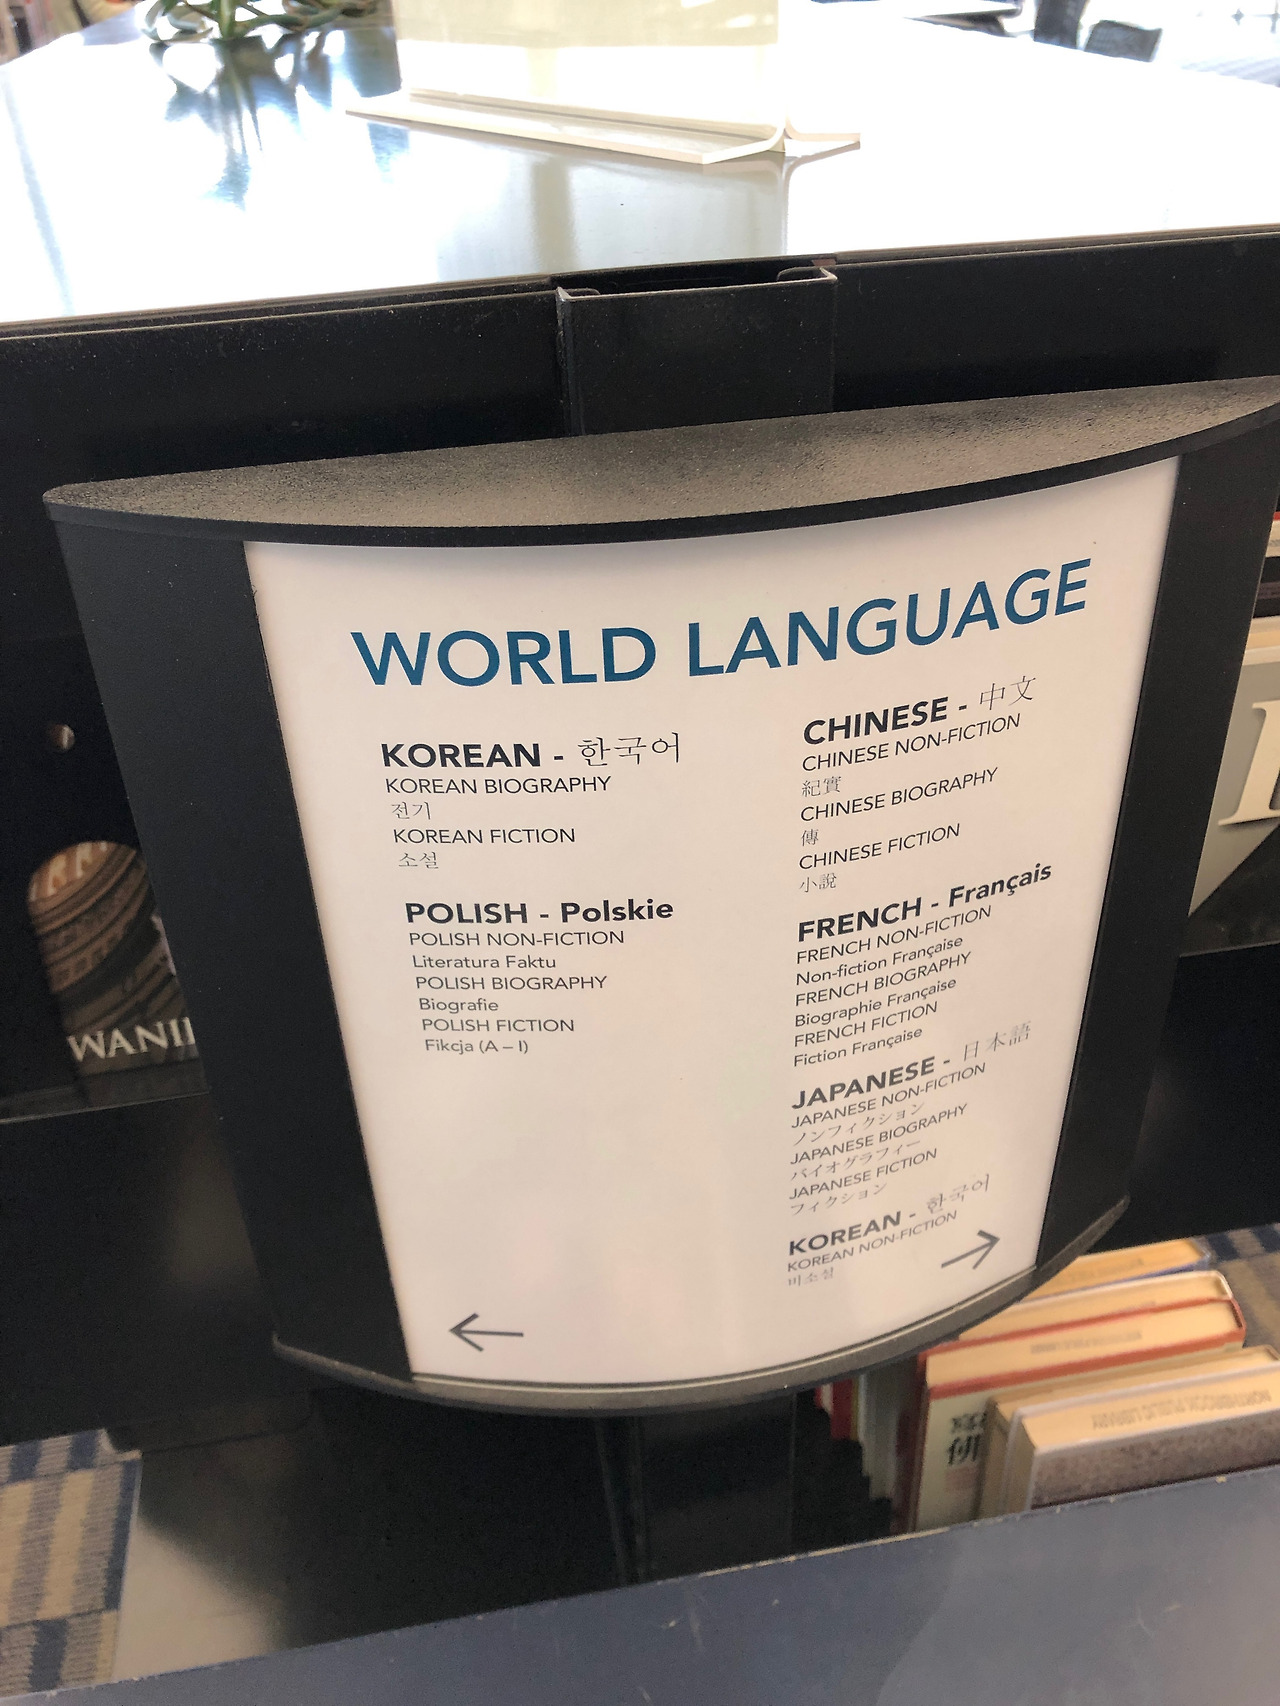 WORLD LANGUAGE
KOREAN - 한국어
KOREAN BIOGRAPHY
전기
KOREAN FICTION
소설
POLISH - Polskie
POLISH NON-FICTION
Literatura Faktu
POLISH BIOGRAPHY
Biografie
POLISH FICTION
Fikcja (A – I)
←
CHINESE - 中文
CHINESE NON-FICTION
紀實
CHINESE BIOGRAPHY
傳
CHINESE FICTION
小說
FRENCH - Français
FRENCH NON-FICTION
Non-fiction Française
FRENCH BIOGRAPHY
Biographie Française
FRENCH FICTION
Fiction Française
JAPANESE - 日本語
JAPANESE NON-FICTION
ノンフィクション
JAPANESE BIOGRAPHY
バイオグラフィー
JAPANESE FICTION
フィクション
KOREAN - 한국어
KOREAN NON-FICTION
비소설
→
NORTHBROOK PUBLIC LIBRARY